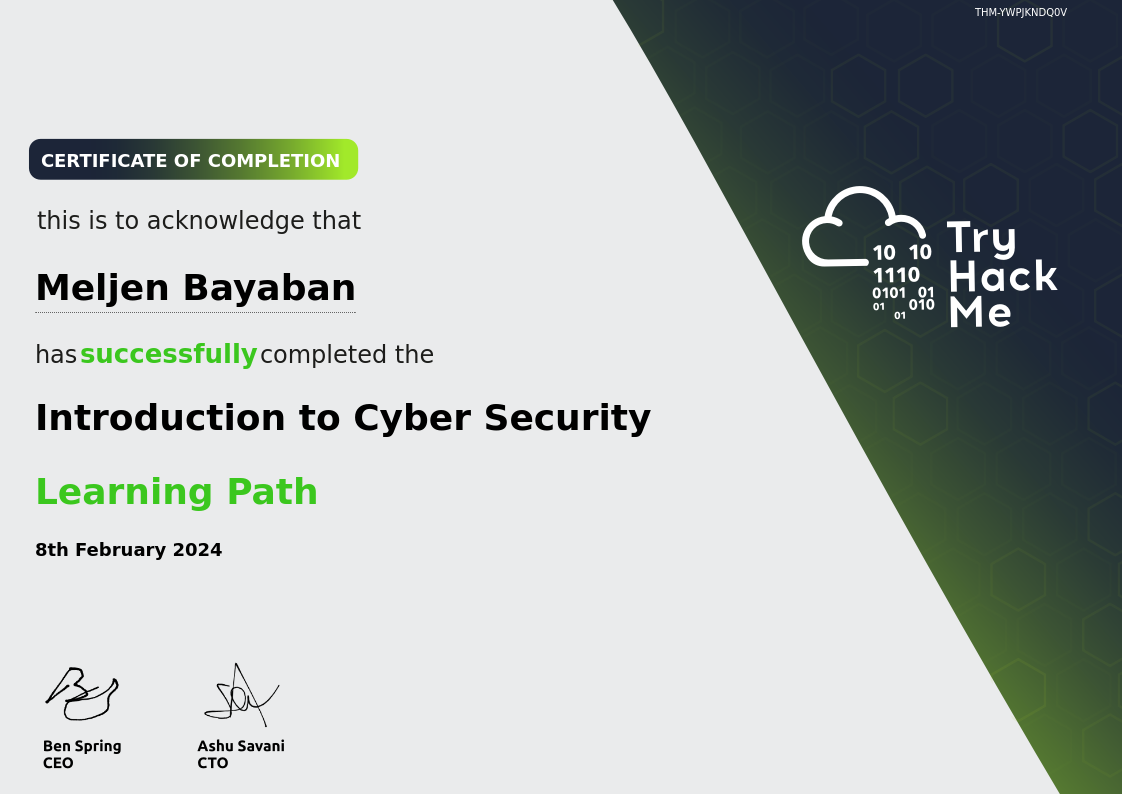 THM-YWPJKNDQ0V
CERTIFICATE OF COMPLETION
this is to acknowledge that
Meljen Bayaban
has successfully completed the
Introduction to Cyber Security
Learning Path
8th February 2024
10 10
1110
0101 01
01 010
01
Try
Hack
Me
Ben Spring
CEO
Ashu Savani
CTO